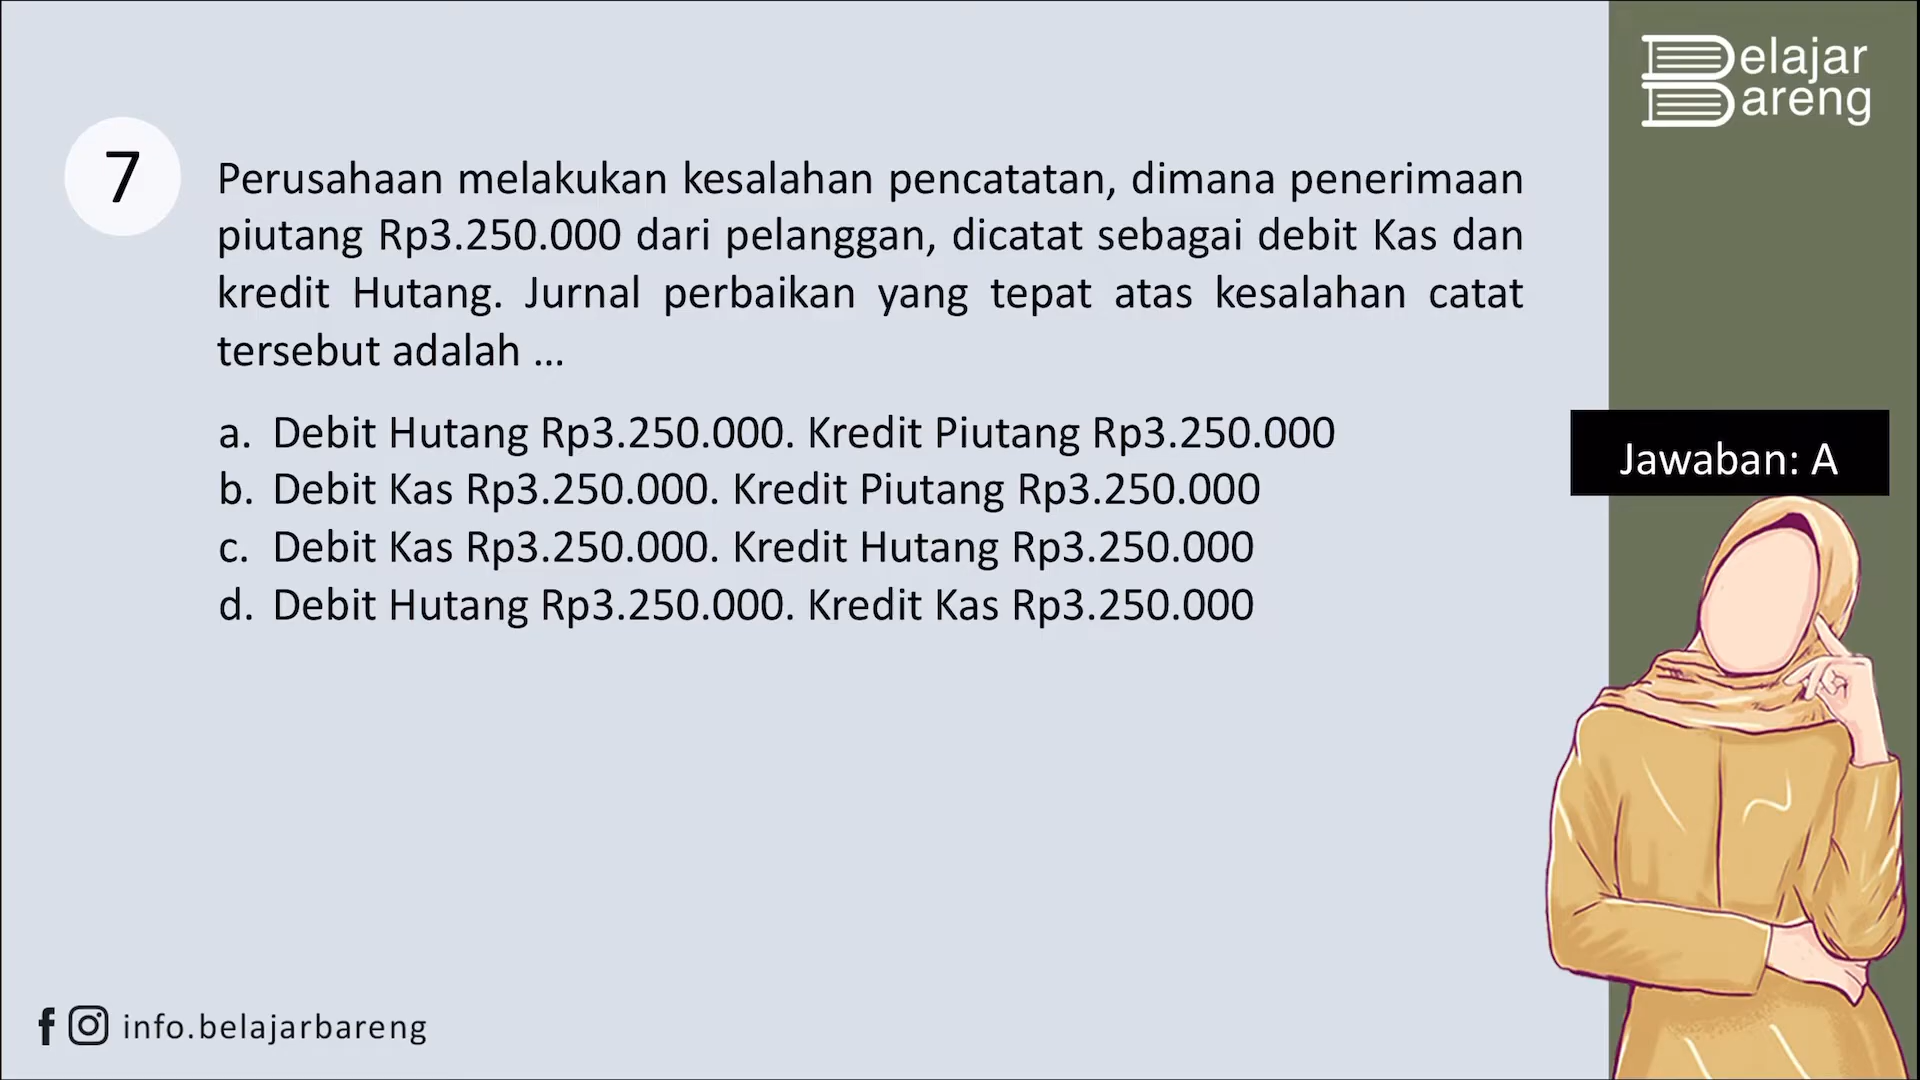 Belajar
Bareng
7
Perusahaan melakukan kesalahan pencatatan, dimana penerimaan
piutang Rp3.250.000 dari pelanggan, dicatat sebagai debit Kas dan
kredit Hutang. Jurnal perbaikan yang tepat atas kesalahan catat
tersebut adalah ...
a. Debit Hutang Rp3.250.000. Kredit Piutang Rp3.250.000
b. Debit Kas Rp3.250.000. Kredit Piutang Rp3.250.000
c. Debit Kas Rp3.250.000. Kredit Hutang Rp3.250.000
d. Debit Hutang Rp3.250.000. Kredit Kas Rp3.250.000
Jawaban: A
info.belajarbareng